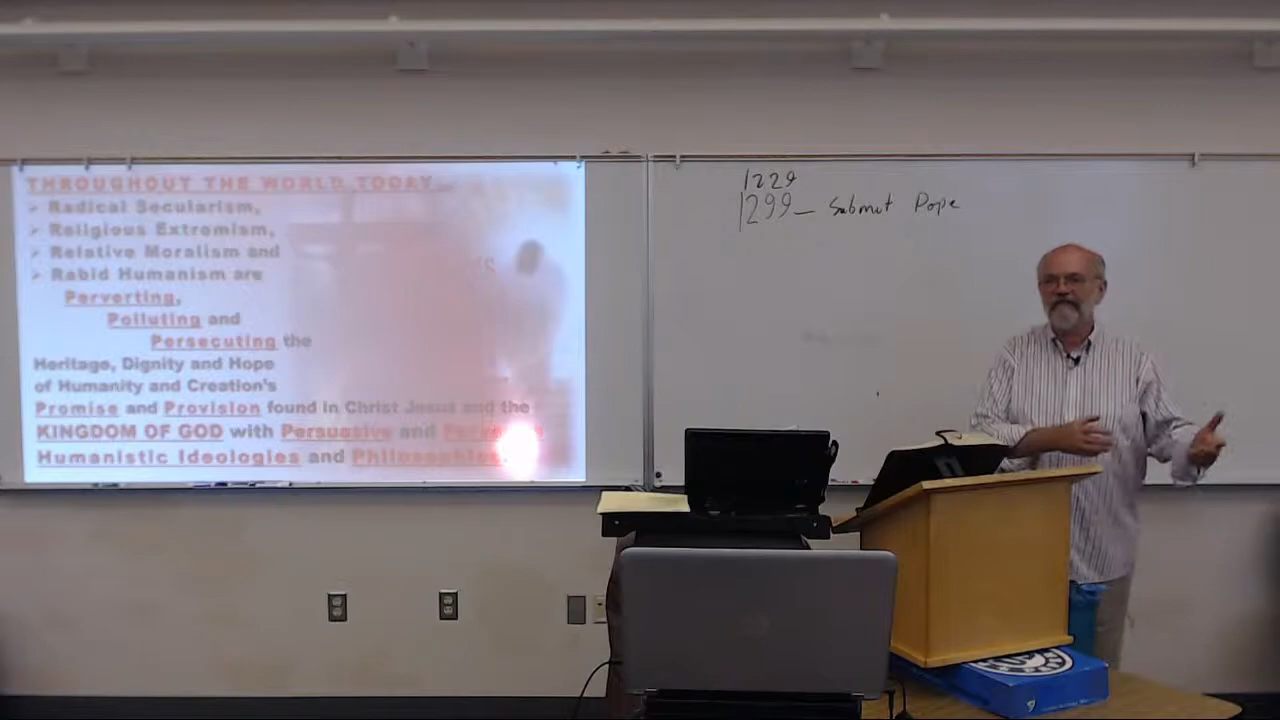 THROUGHOUT THE WORLD TODAY...
➢ Radical Secularism,
➢ Religious Extremism,
➢ Relative Moralism and
➢ Rabid Humanism are
Perverting,
Polluting and
Persecuting the
Heritage, Dignity and Hope
of Humanity and Creation's
Promise and Provision found in Christ Jesus and the
KINGDOM OF GOD with Persuasive and
Humanistic Ideologies and Philosophies.
1229
1299 – Submit Pope